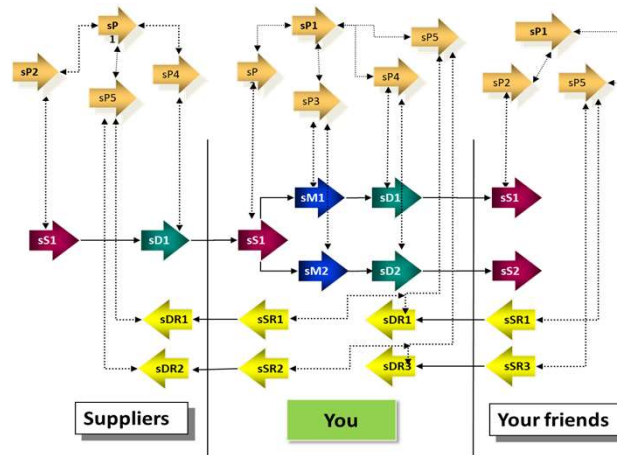 sP
1
sP2
sP4
sP5
sP1
sP5
sP
sP4
sP3
sP1
sP2
sP5
sM1
sD1
sS1
sS1
sD1
sS1
sM2
sD2
sS2
sDR1
sSR1
sDR1
sSR1
sDR2
sSR2
sDR3
sSR3
Suppliers
You
Your friends